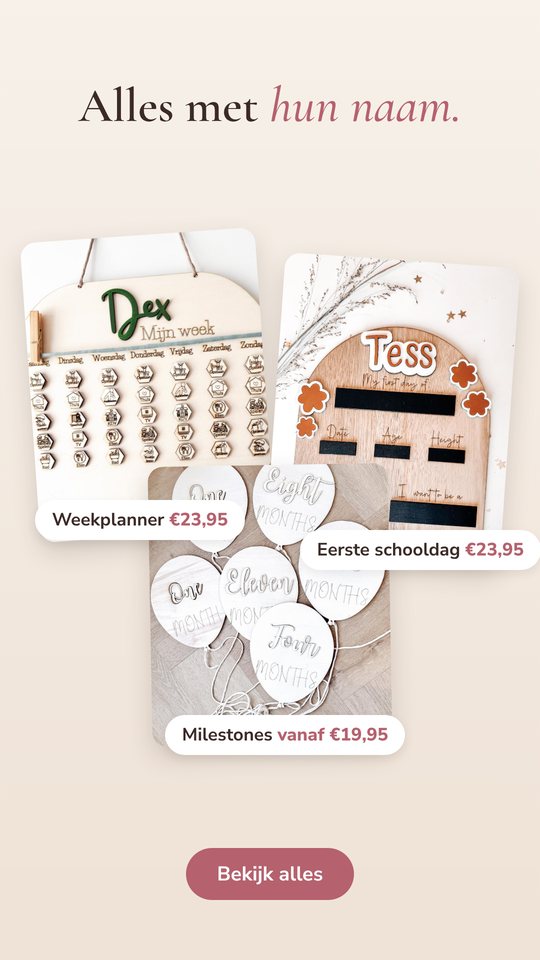 Alles met hun naam.
Dex
Mijn week
Dinsdag Woensdag Donderdag Vrijdag Zaterdag Zondag
Tess
My first day of
Date Age Height
I want to be a
Weekplanner €23,95
Eerste schooldag €23,95
One
Eight
MONTHS
One
MONTH
Eleven
MONTHS
Four
MONTHS
Milestones vanaf €19,95
Bekijk alles